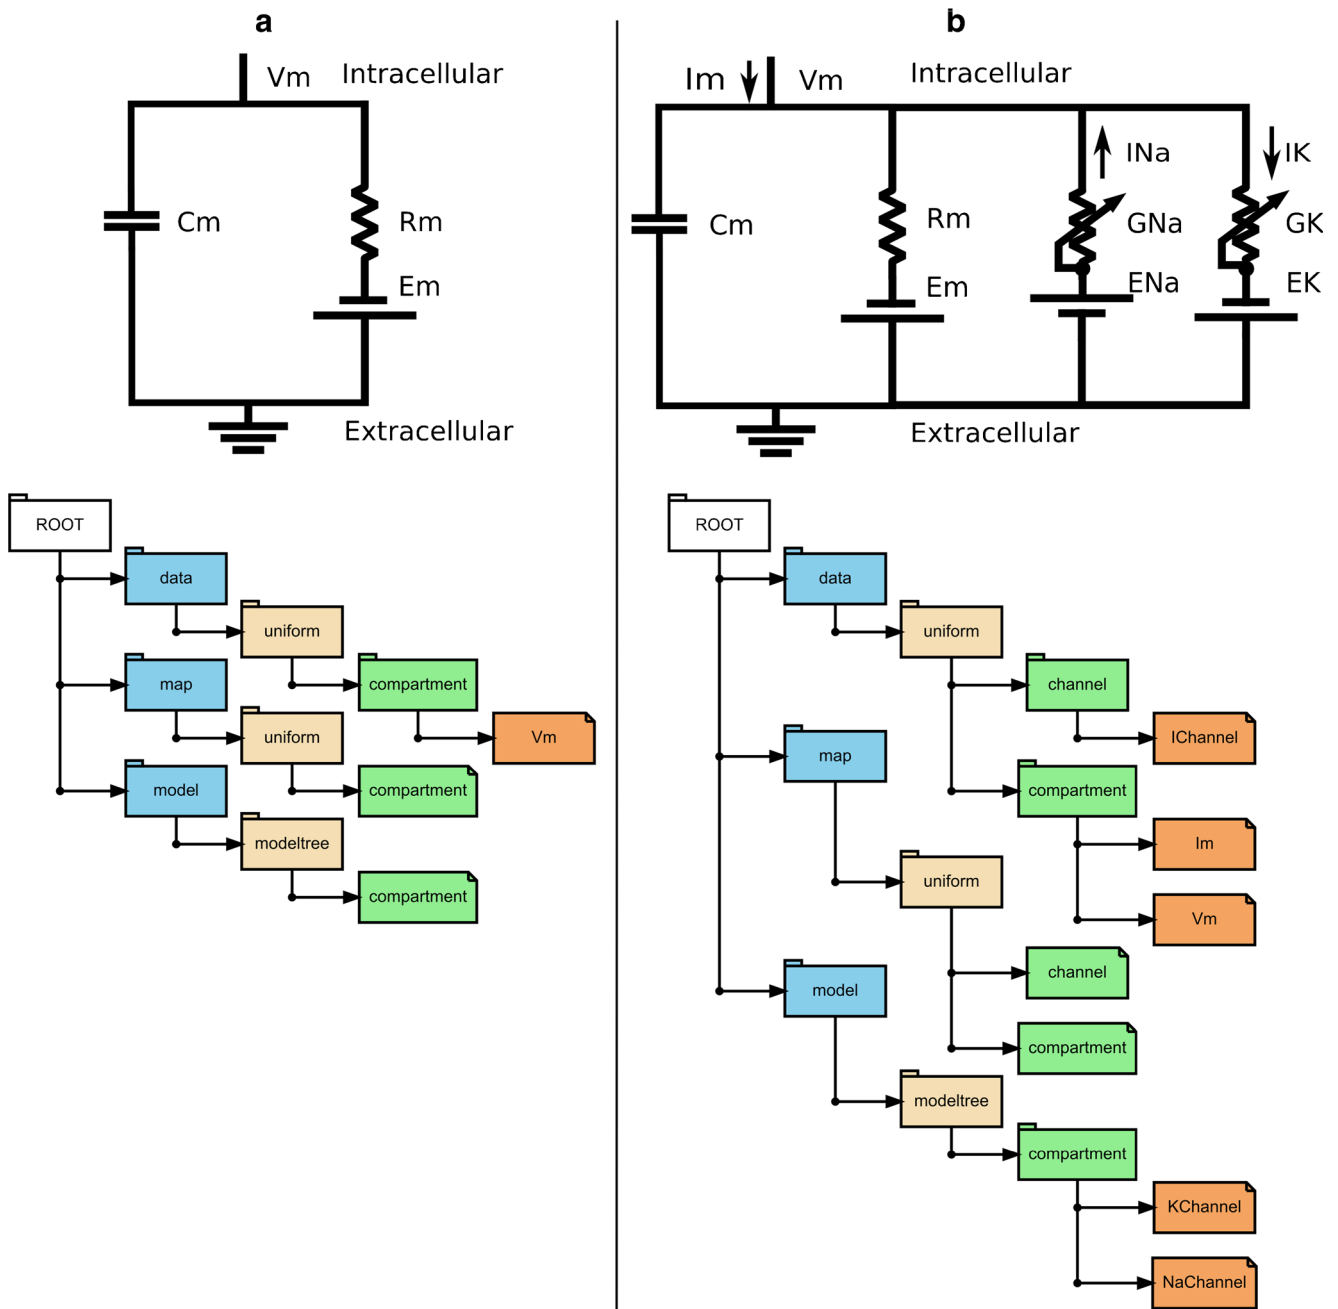 a
Vm
Intracellular
Cm
Rm
Em
Extracellular
ROOT
data
uniform
map
compartment
uniform
Vm
model
compartment
modeltree
compartment
b
Im
Vm
Intracellular
INa
IK
Cm
Rm
GNa
GK
Em
ENa
EK
Extracellular
ROOT
data
uniform
channel
IChannel
map
compartment
Im
uniform
Vm
channel
model
compartment
modeltree
compartment
KChannel
NaChannel